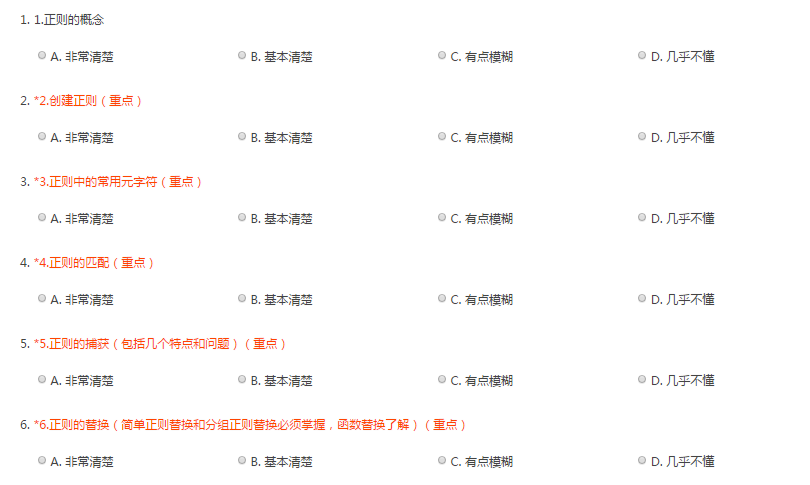 1. 1.正则的概念
A. 非常清楚 B. 基本清楚 C. 有点模糊 D. 几乎不懂
2. *2.创建正则（重点）
A. 非常清楚 B. 基本清楚 C. 有点模糊 D. 几乎不懂
3. *3.正则中的常用元字符（重点）
A. 非常清楚 B. 基本清楚 C. 有点模糊 D. 几乎不懂
4. *4.正则的匹配（重点）
A. 非常清楚 B. 基本清楚 C. 有点模糊 D. 几乎不懂
5. *5.正则的捕获（包括几个特点和问题）（重点）
A. 非常清楚 B. 基本清楚 C. 有点模糊 D. 几乎不懂
6. *6.正则的替换（简单正则替换和分组正则替换必须掌握，函数替换了解）（重点）
A. 非常清楚 B. 基本清楚 C. 有点模糊 D. 几乎不懂